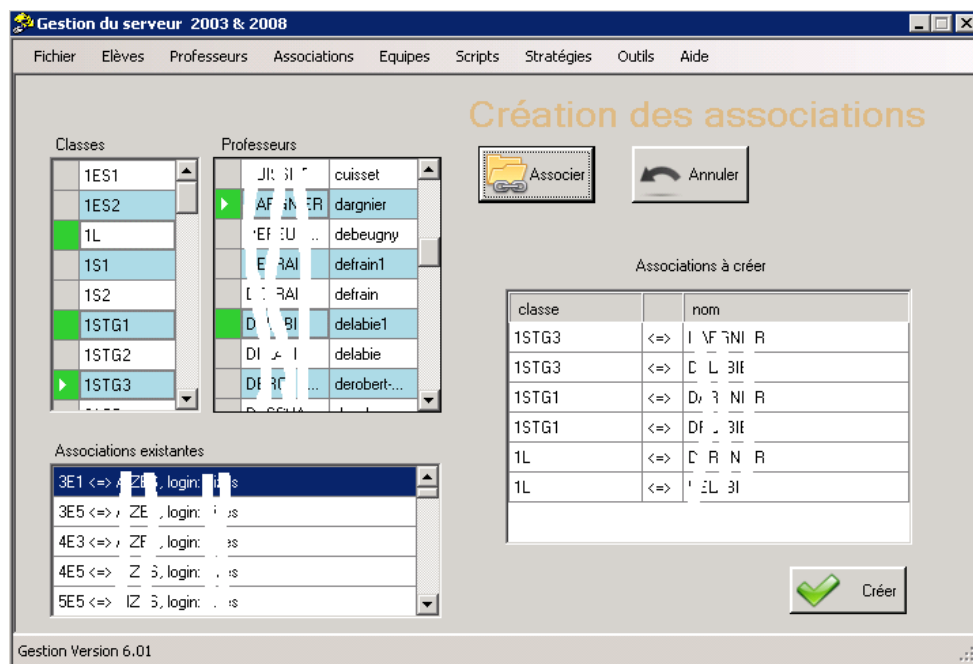 Gestion du serveur 2003 & 2008
Fichier Elèves Professeurs Associations Equipes Scripts Stratégies Outils Aide
Création des associations
Classes
1ES1
1ES2
1L
1S1
1S2
1STG1
1STG2
1STG3
Professeurs
cuisset
dargnier
debeugny
defrain1
defrain
delabie1
delabie
derobert-...
Associer
Annuler
Associations à créer
classe nom
1STG3 <=>
1STG3 <=>
1STG1 <=>
1STG1 <=>
1L <=>
1L <=>
Associations existantes
3E1 <=> , login:
3E5 <=> , login:
4E3 <=> , login:
4E5 <=> , login:
5E5 <=> , login:
Créer
Gestion Version 6.01